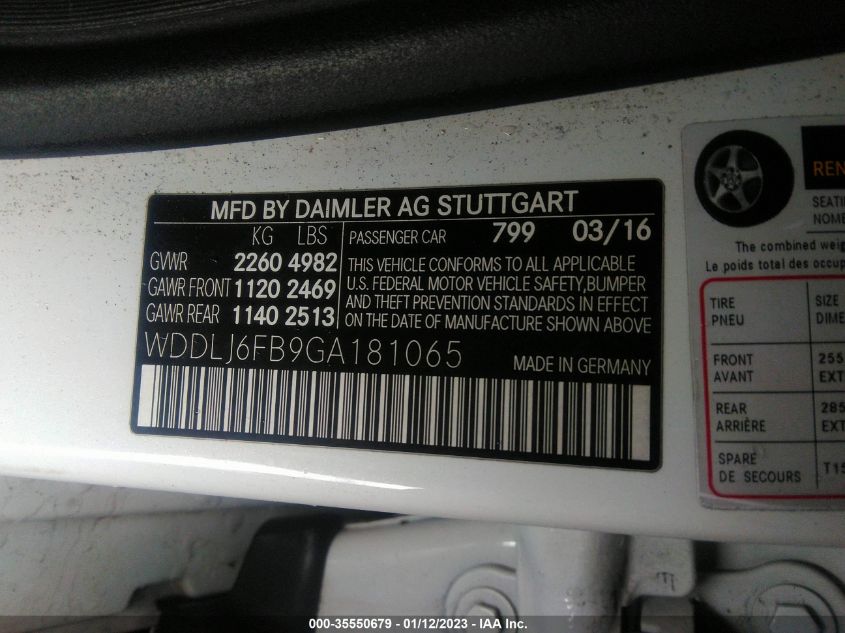 MFD BY DAIMLER AG STUTTGART
KG LBS
GVWR 2260 4982
GAWR FRONT 1120 2469
GAWR REAR 1140 2513
PASSENGER CAR 799 03/16
THIS VEHICLE CONFORMS TO ALL APPLICABLE
U.S. FEDERAL MOTOR VEHICLE SAFETY,BUMPER
AND THEFT PREVENTION STANDARDS IN EFFECT
ON THE DATE OF MANUFACTURE SHOWN ABOVE
WDDLJ6FB9GA181065
MADE IN GERMANY
The combined
Le poids total des
TIRE
PNEU
SIZE
FRONT
AVANT
255
REAR
ARRIÈRE
285
SPARE
DE SECOURS
000-35550679 - 01/12/2023 - IAA Inc.